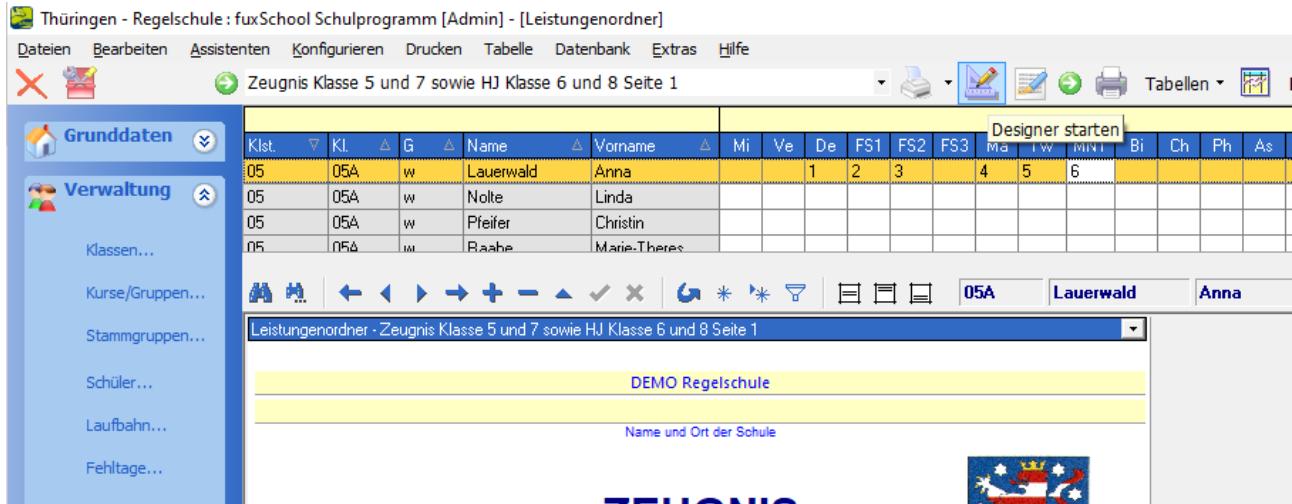 Thüringen - Regelschule : fuxSchool Schulprogramm [Admin] - [Leistungenordner]
Dateien Bearbeiten Assistenten Konfigurieren Drucken Tabelle Datenbank Extras Hilfe
Zeugnis Klasse 5 und 7 sowie HJ Klasse 6 und 8 Seite 1 Tabellen
Designer starten
Grunddaten
Klst. Kl. G Name Vorname Mi Ve De FS1 FS2 FS3 Ma TW MNT Bi Ch Ph As
05 05A w Lauerwald Anna 1 2 3 4 5 6
Verwaltung
05 05A w Nolte Linda
05 05A w Pfeifer Christin
05 05A w Raabe Marie-Theres
Klassen...
Kurse/Gruppen...
05A Lauerwald Anna
Stammgruppen...
Leistungenordner - Zeugnis Klasse 5 und 7 sowie HJ Klasse 6 und 8 Seite 1
Schüler...
DEMO Regelschule
Laufbahn...
Name und Ort der Schule
Fehltage...
ZEUGNIS